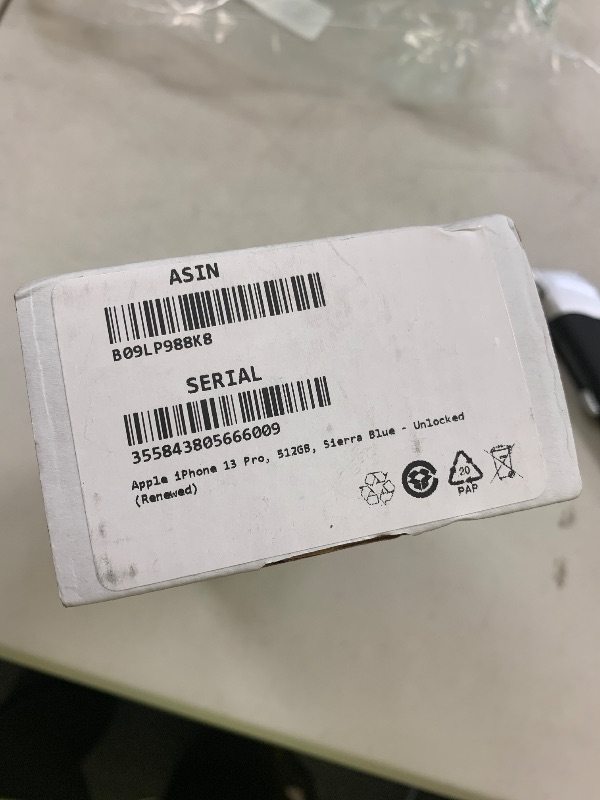 ASIN
B09LP988K8
SERIAL
355843805666009
Apple iPhone 13 Pro, 512GB, Sierra Blue - Unlocked
(Renewed)
20
PAP